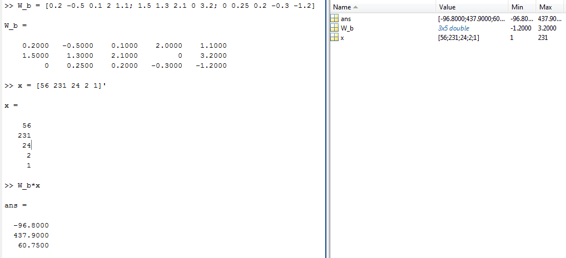 >> W_b = [0.2 -0.5 0.1 2 1.1; 1.5 1.3 2.1 0 3.2; 0 0.25 0.2 -0.3 -1.2]
W_b =
0.2000 -0.5000 0.1000 2.0000 1.1000
1.5000 1.3000 2.1000 0 3.2000
0 0.2500 0.2000 -0.3000 -1.2000
>> x = [56 231 24 2 1]'
x =
56
231
24
2
1
>> W_b*x
ans =
-96.8000
437.9000
60.7500
Name Value Min Max
ans [-96.8000;437.9000;60... -96.80... 437.90...
W_b 3x5 double -1.2000 3.2000
x [56;231;24;2;1] 1 231